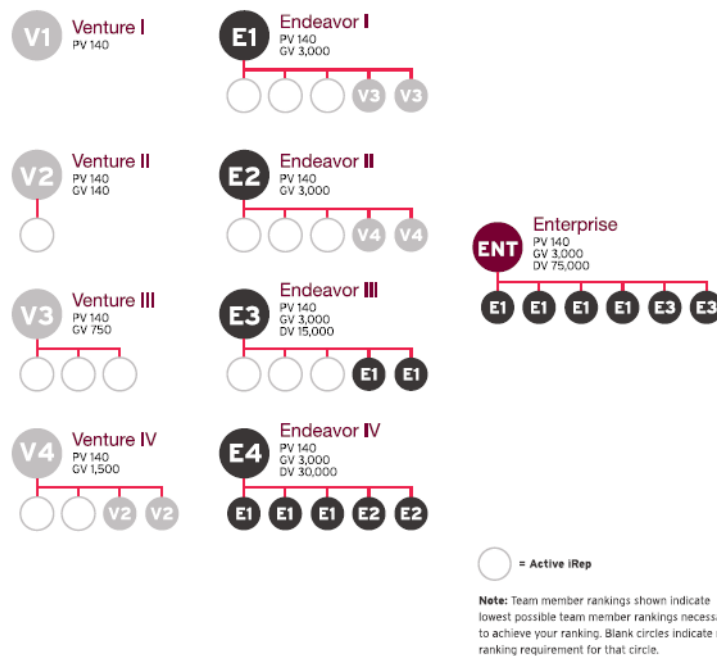 V1
Venture I
PV 140
E1
Endeavor I
PV 140
GV 3,000
V3 V3
V2
Venture II
PV 140
GV 140
E2
Endeavor II
PV 140
GV 3,000
V4 V4
ENT
Enterprise
PV 140
GV 3,000
DV 75,000
E1 E1 E1 E1 E3 E3
V3
Venture III
PV 140
GV 750
E3
Endeavor III
PV 140
GV 3,000
DV 15,000
E1 E1
V4
Venture IV
PV 140
GV 1,500
V2 V2
E4
Endeavor IV
PV 140
GV 3,000
DV 30,000
E1 E1 E1 E2 E2
= Active iRep
Note: Team member rankings shown indicate
lowest possible team member rankings
to achieve your ranking. Blank circles indicate
ranking requirement for that circle.